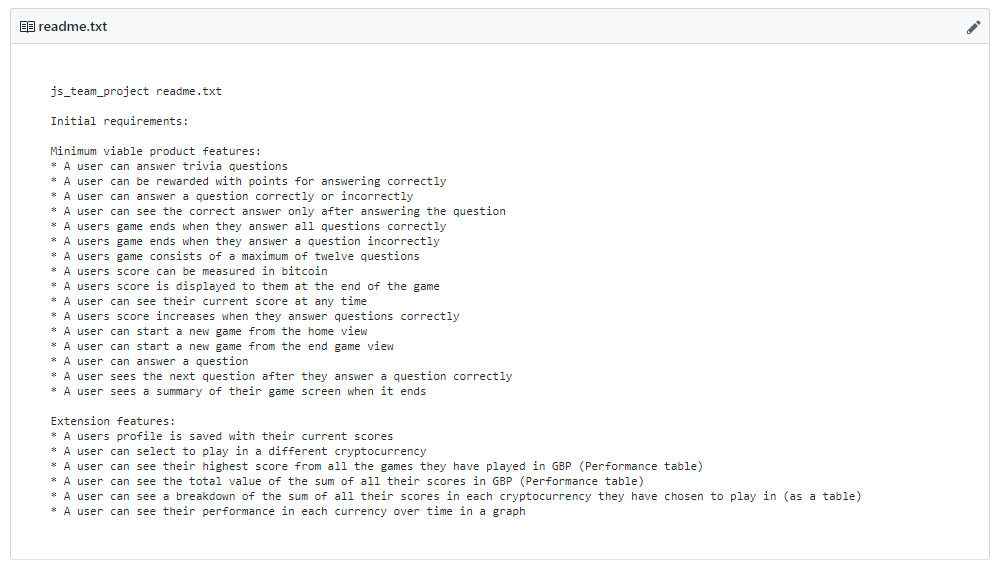 readme.txt
js_team_project readme.txt
Initial requirements:
Minimum viable product features:
* A user can answer trivia questions
* A user can be rewarded with points for answering correctly
* A user can answer a question correctly or incorrectly
* A user can see the correct answer only after answering the question
* A users game ends when they answer all questions correctly
* A users game ends when they answer a question incorrectly
* A users game consists of a maximum of twelve questions
* A users score can be measured in bitcoin
* A users score is displayed to them at the end of the game
* A user can see their current score at any time
* A users score increases when they answer questions correctly
* A user can start a new game from the home view
* A user can start a new game from the end game view
* A user can answer a question
* A user sees the next question after they answer a question correctly
* A user sees a summary of their game screen when it ends
Extension features:
* A users profile is saved with their current scores
* A user can select to play in a different cryptocurrency
* A user can see their highest score from all the games they have played in GBP (Performance table)
* A user can see the total value of the sum of all their scores in GBP (Performance table)
* A user can see a breakdown of the sum of all their scores in each cryptocurrency they have chosen to play in (as a table)
* A user can see their performance in each currency over time in a graph